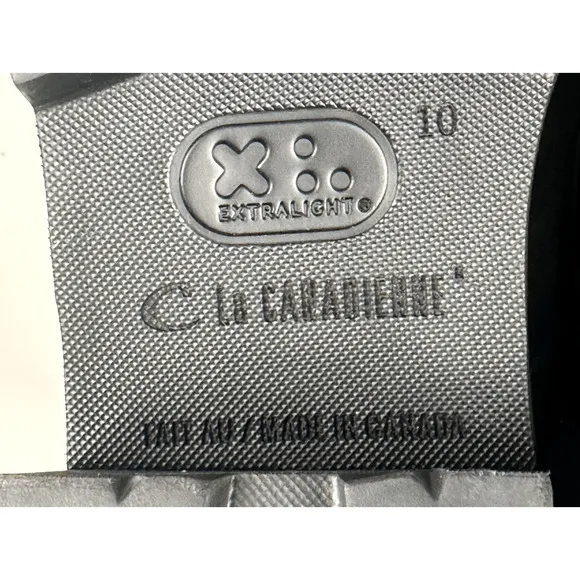 10
EXTRALIGHT®
C La CANADIENNE
FAIT AU / MADE IN CANADA